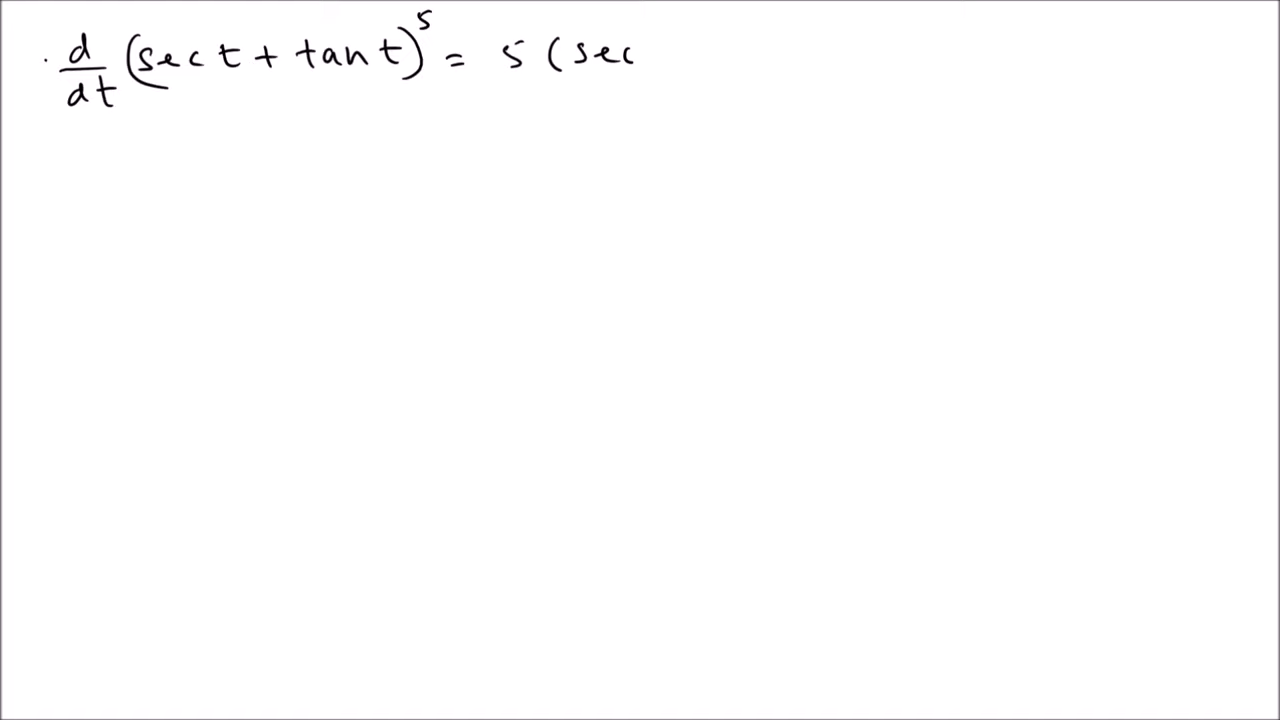 d/dt (sec t + tan t)^5 = 5 (sec